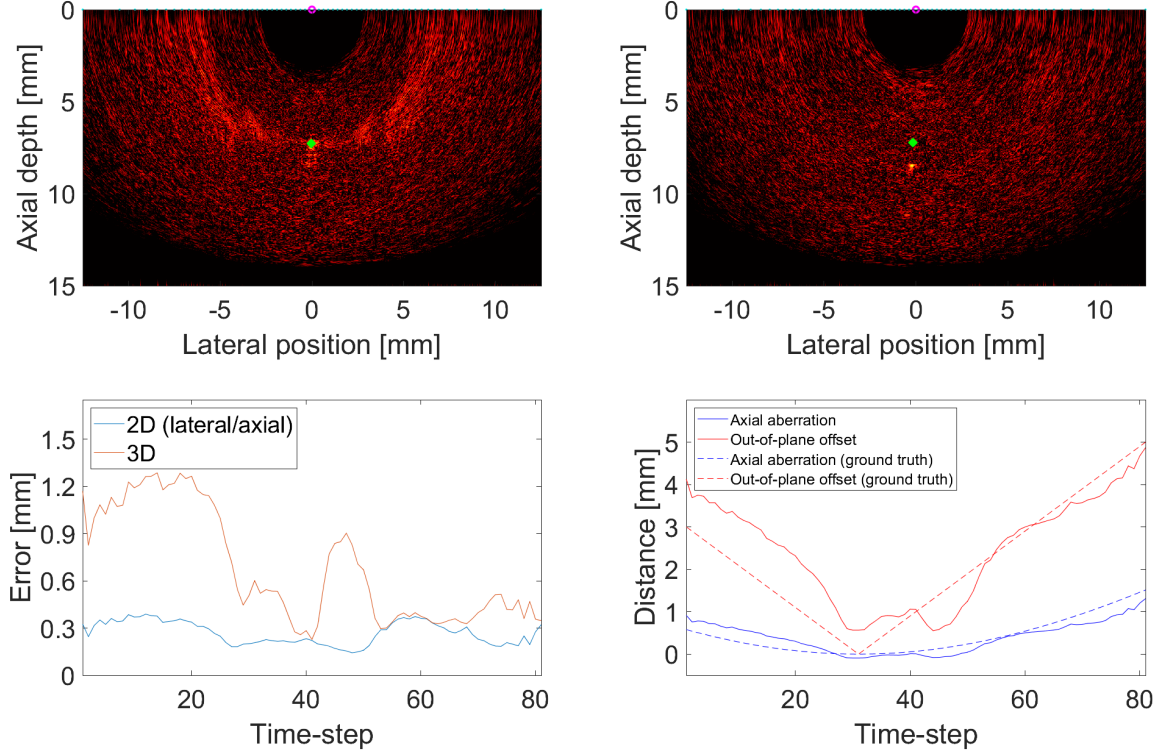 0
5
10
15
Axial depth [mm]
-10
-5
0
5
10
Lateral position [mm]
0
5
10
15
Axial depth [mm]
-10
-5
0
5
10
Lateral position [mm]
2D (lateral/axial)
3D
1.5
1.2
0.9
0.6
0.3
0
Error [mm]
20
40
60
80
Time-step
Axial aberration
Out-of-plane offset
Axial aberration (ground truth)
Out-of-plane offset (ground truth)
5
4
3
2
1
0
Distance [mm]
20
40
60
80
Time-step